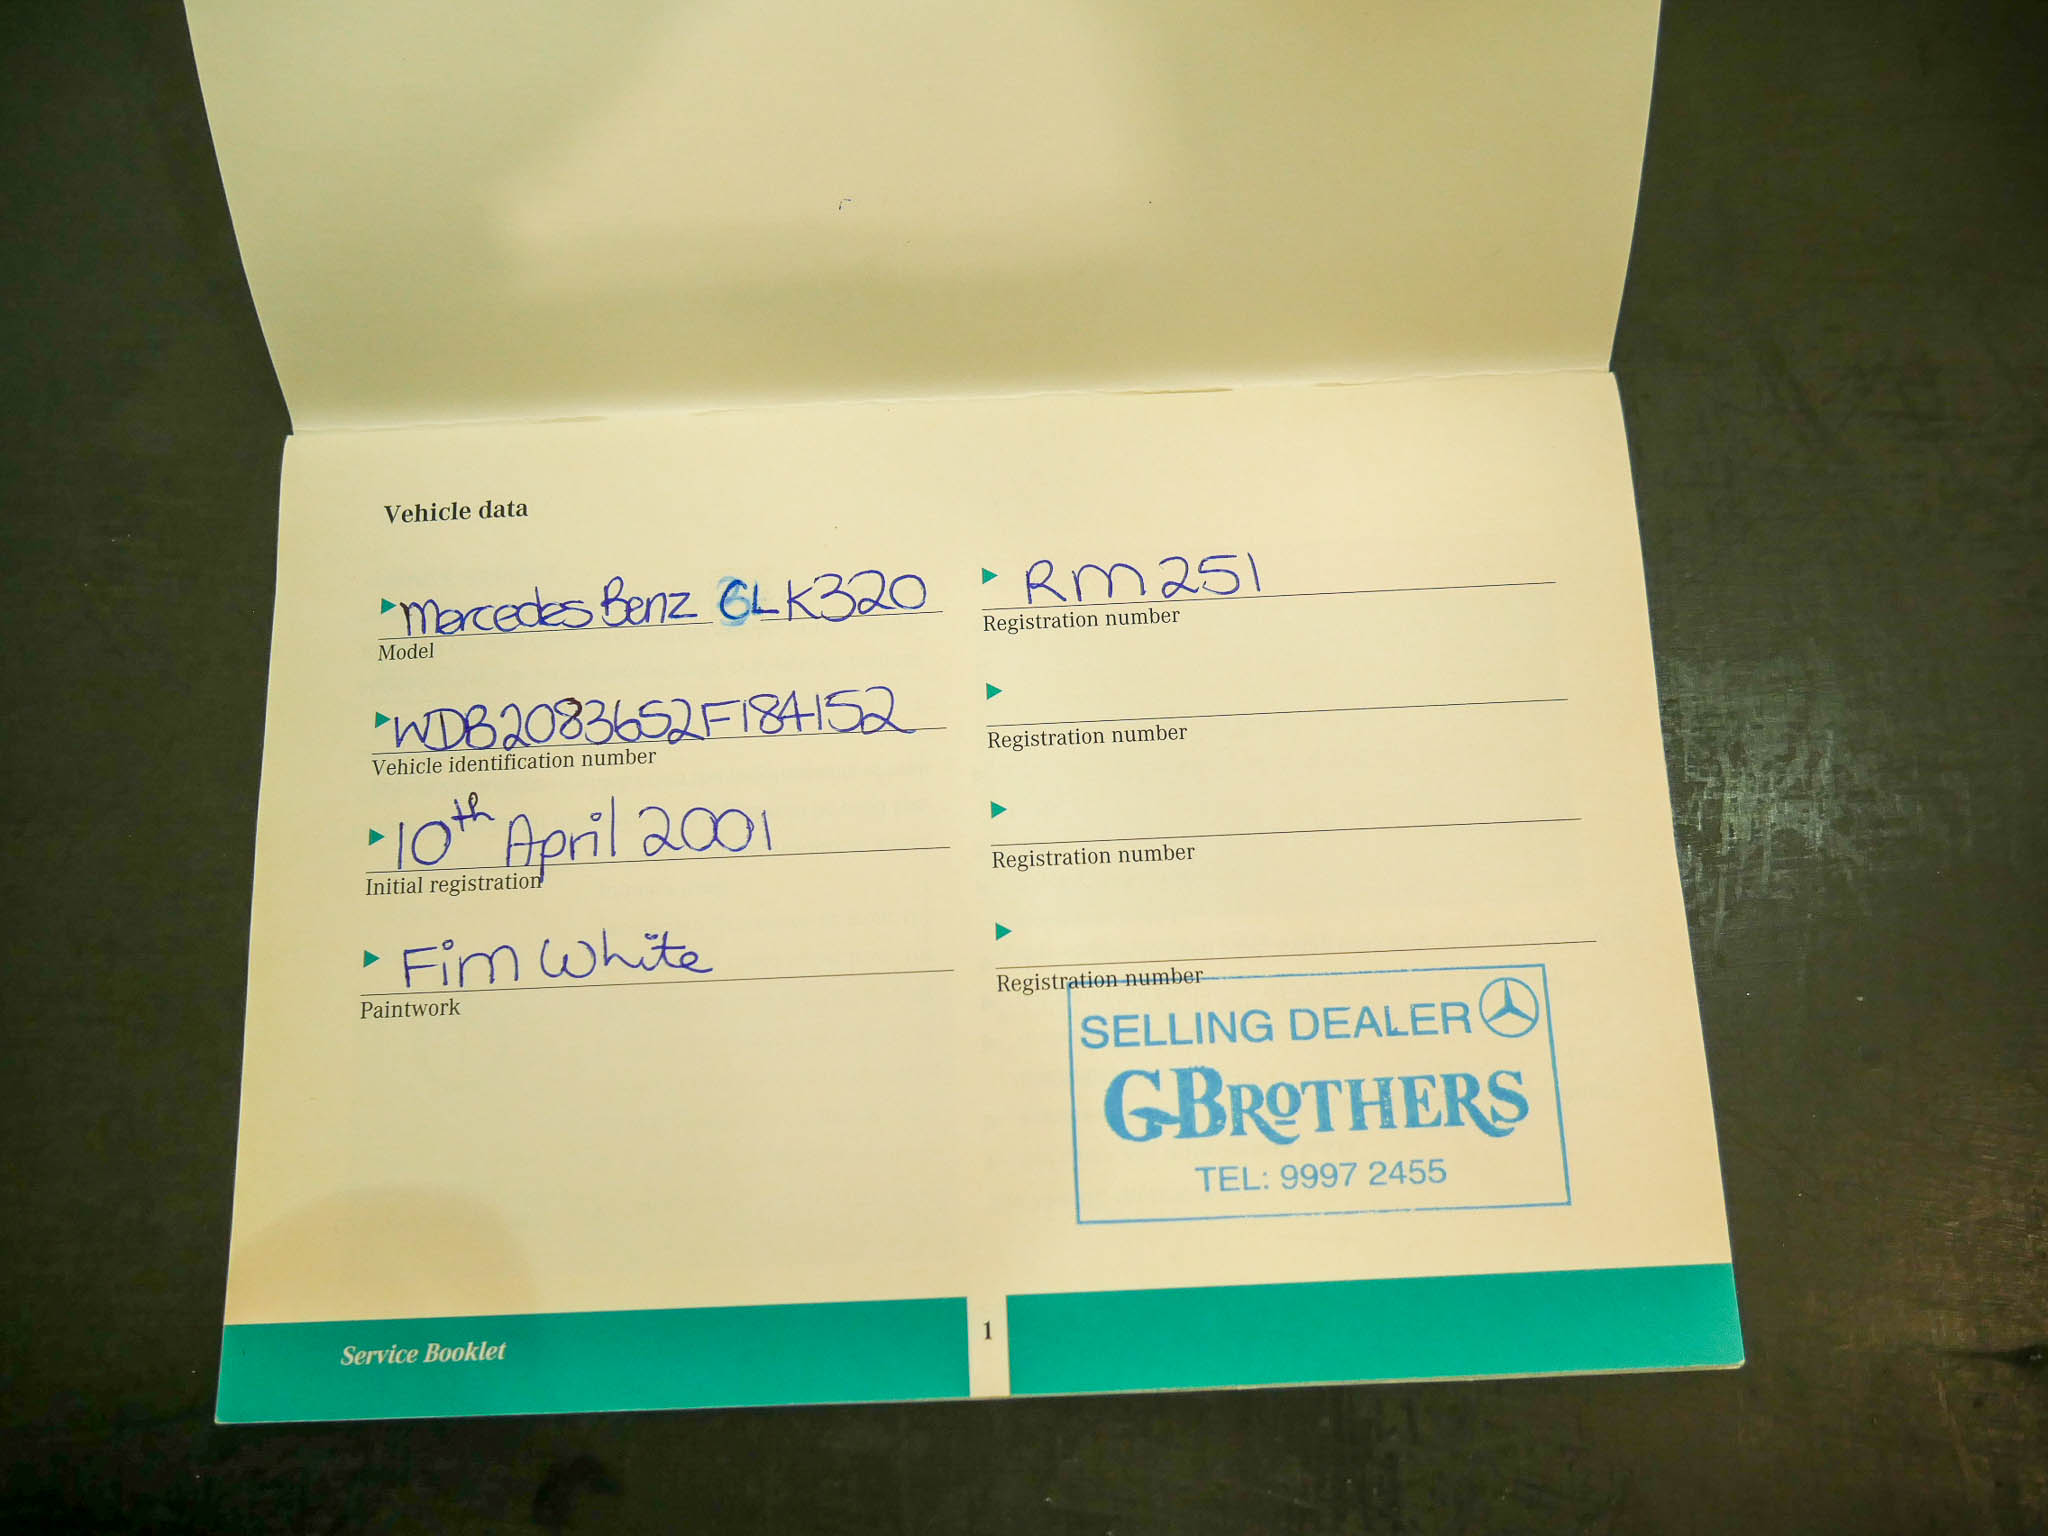 Vehicle data
Mercedes Benz CLK320
Model
WDB2083652F184152
Vehicle identification number
10th April 2001
Initial registration
Fim White
Paintwork
RM251
Registration number
Registration number
Registration number
Registration number
SELLING DEALER
GBROTHERS
TEL: 9997 2455
Service Booklet
1